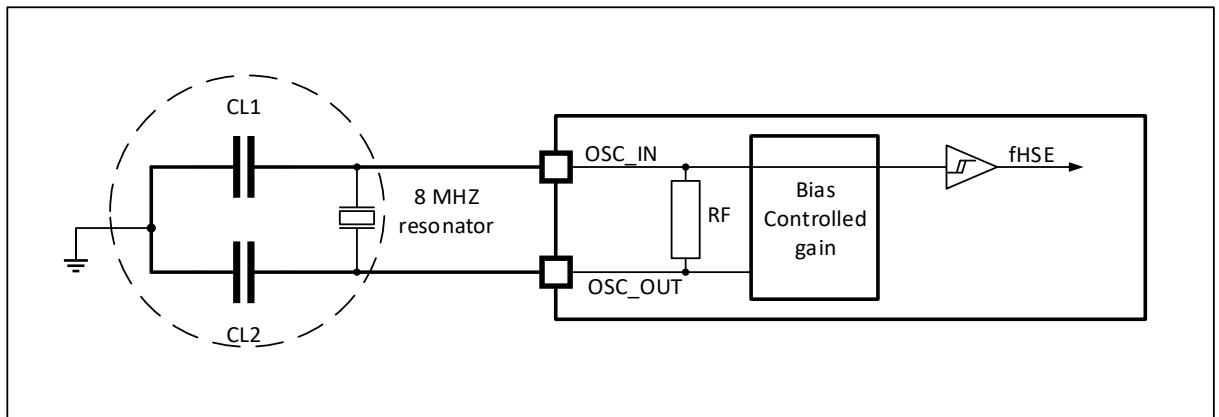 CL1
OSC_IN
fHSE
8 MHZ
resonator
RF
Bias
Controlled
gain
OSC_OUT
CL2